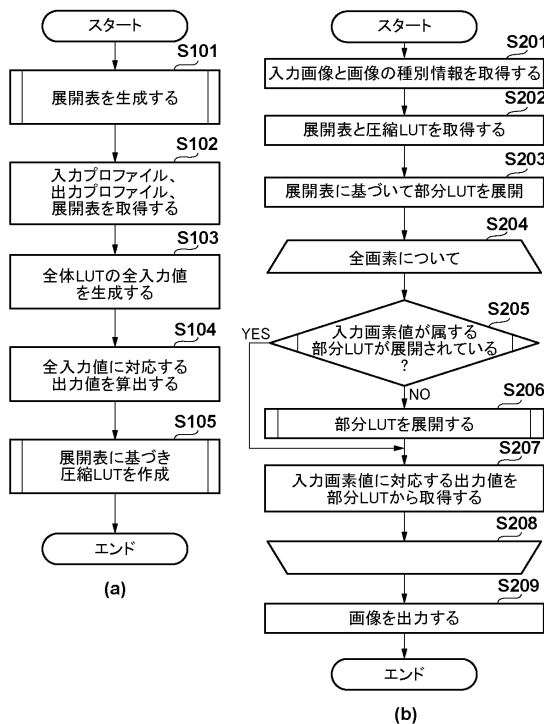 スタート
S101
展開表を生成する
S102
入力プロファイル、
出力プロファイル、
展開表を取得する
S103
全体LUTの全入力値
を生成する
S104
全入力値に対応する
出力値を算出する
S105
展開表に基づき
圧縮LUTを作成
エンド
(a)
スタート
S201
入力画像と画像の種別情報を取得する
S202
展開表と圧縮LUTを取得する
S203
展開表に基づいて部分LUTを展開
S204
全画素について
S205
YES
入力画素値が属する
部分LUTが展開されている
?
NO
S206
部分LUTを展開する
S207
入力画素値に対応する出力値を
部分LUTから取得する
S208
S209
画像を出力する
エンド
(b)